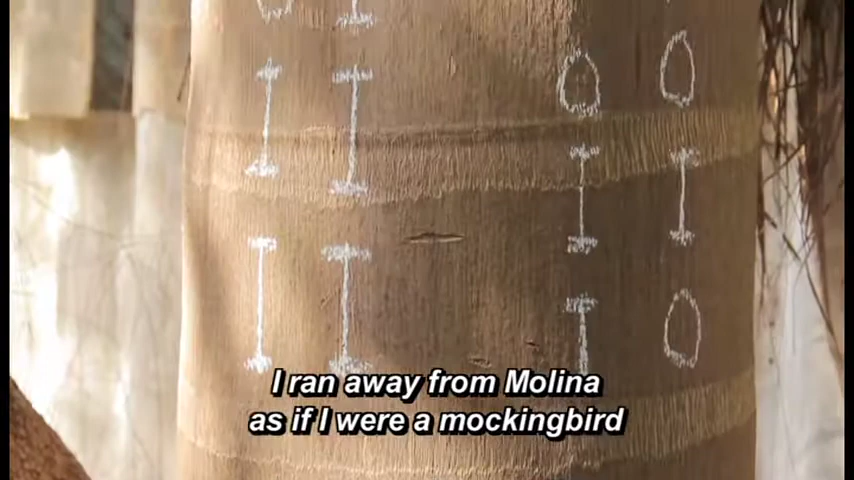 O I
I I O O
I I
I I I O
I ran away from Molina
as if I were a mockingbird